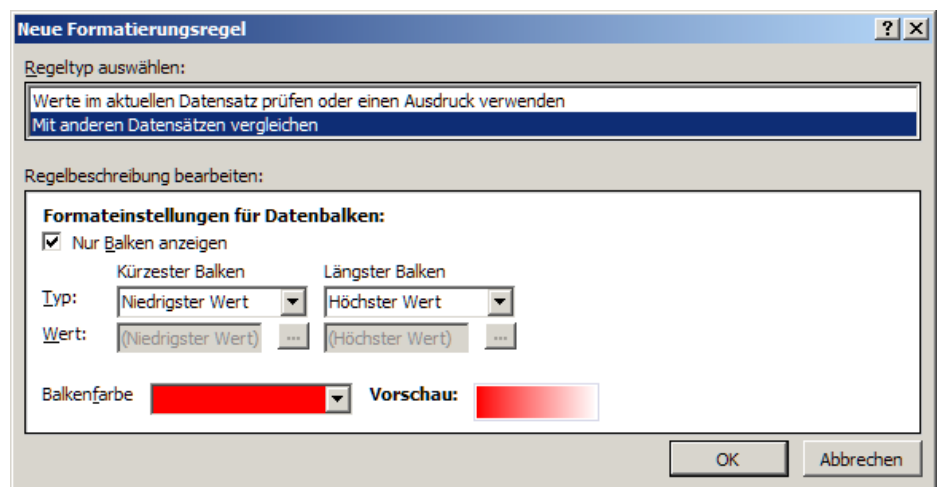 Neue Formatierungsregel
Regeltyp auswählen:
Werte im aktuellen Datensatz prüfen oder einen Ausdruck verwenden
Mit anderen Datensätzen vergleichen
Regelbeschreibung bearbeiten:
Formateinstellungen für Datenbalken:
Nur Balken anzeigen
Kürzester Balken Längster Balken
Typ: Niedrigster Wert Höchster Wert
Wert: (Niedrigster Wert) ... (Höchster Wert) ...
Balkenfarbe Vorschau:
OK Abbrechen